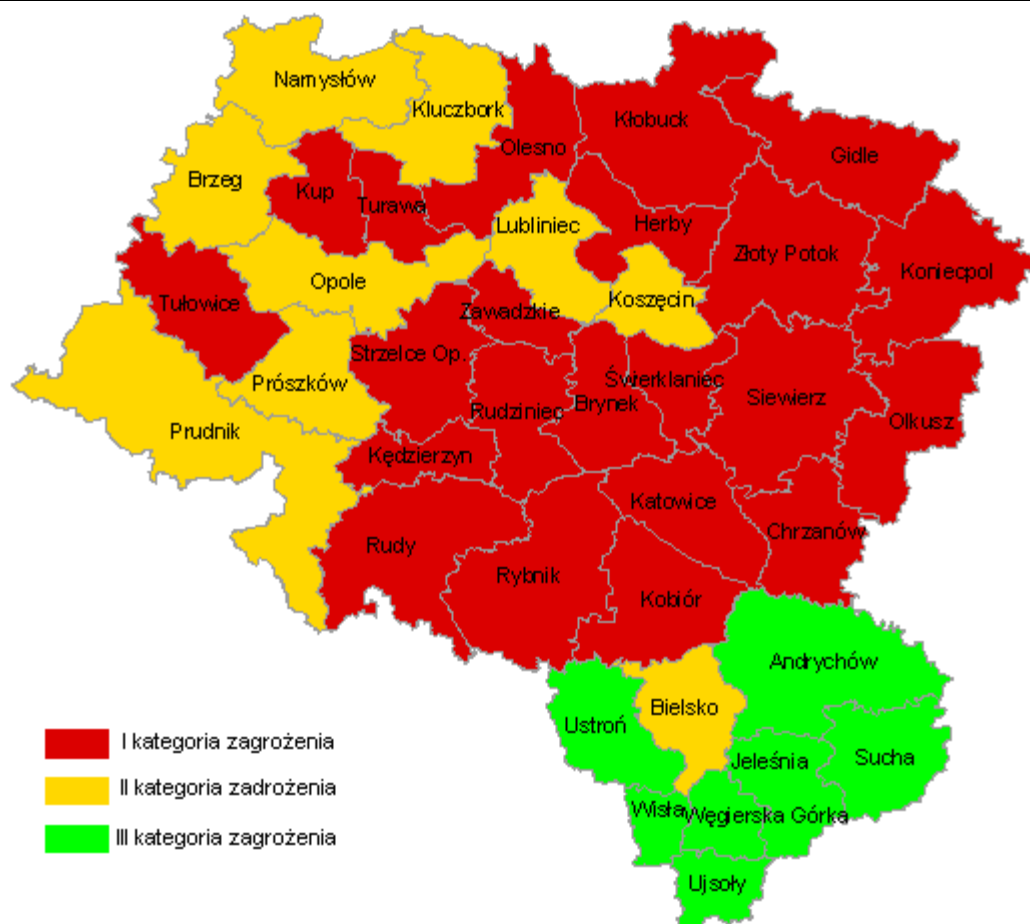 Namysłów
Kluczbork
Kłobuck
Olesno
Gidle
Brzeg
Kup
Turawa
Lubliniec
Herby
Złoty Potok
Koniecpol
Opole
Koszęcin
Tułowice
Zawadzkie
Strzelce Op.
Prószków
Świerklaniec
Siewierz
Rudziniec
Brynek
Olkusz
Prudnik
Kędzierzyn
Katowice
Chrzanów
Rudy
Rybnik
Kobiór
Andrychów
Bielsko
Ustroń
Jeleśnia
Sucha
Wisła
Węgierska Górka
Ujsoły
I kategoria zagrożenia
II kategoria zadrożenia
III kategoria zagrożenia